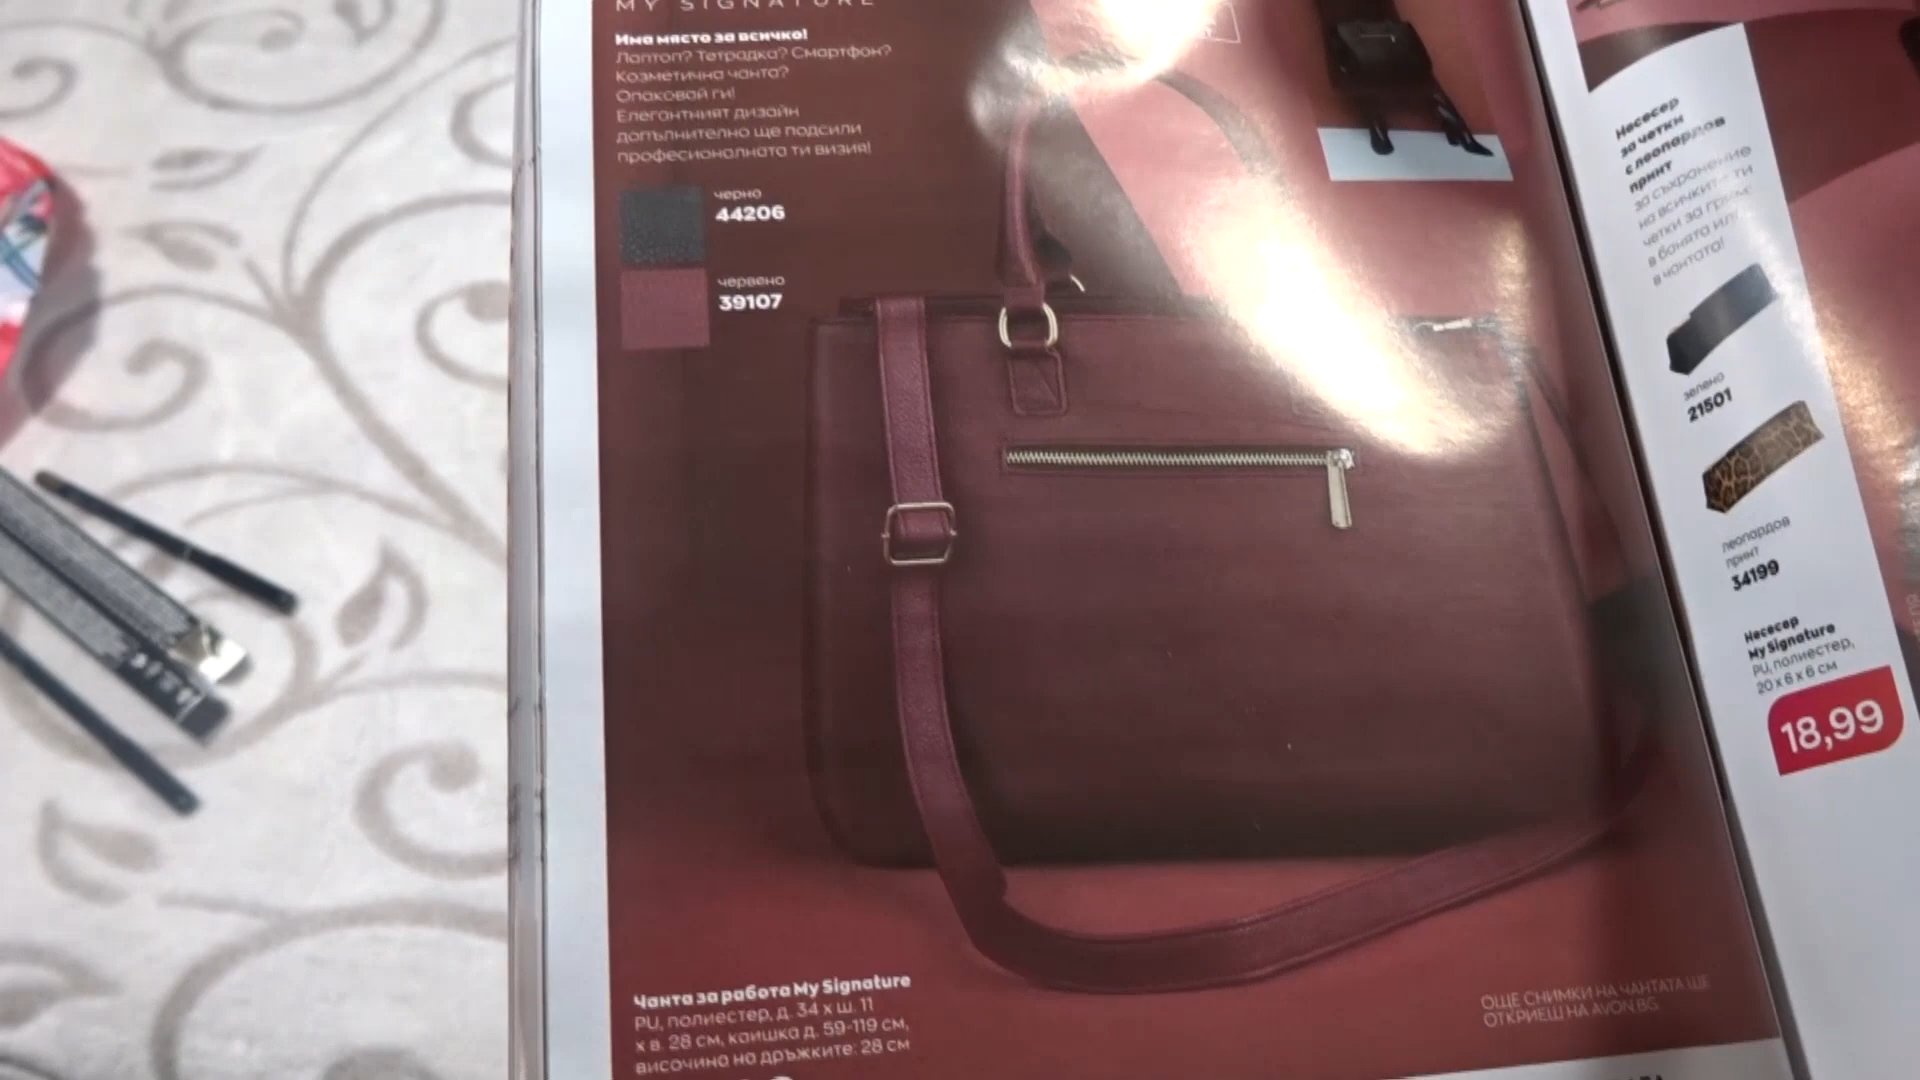 MY SIGNATURE
Има място за всичко!
Лаптоп? Тетрадка? Смартфон?
Козметична чанта?
Опаковай ги!
Елегантният дизайн
допълнително ще подсили
професионалната ти визия!
черно
44206
червено
39107
Чанта за работа My Signature
PU, полиестер, д. 34 х ш. 11
х в. 28 см, каишка д. 59-119 см,
височина на дръжките: 28 см
ОЩЕ СНИМКИ НА ЧАНТАТА ЩЕ
ОТКРИЕШ НА AVON.BG
Несесер
за четки
с леопардов
принт
за съхранение
на всичките ти
четки за грим
в банята или
в чантата!
зелено
21501
леопардов
принт
34199
Несесер
My Signature
PU, полиестер,
20 x 6 x 6 см
18,99